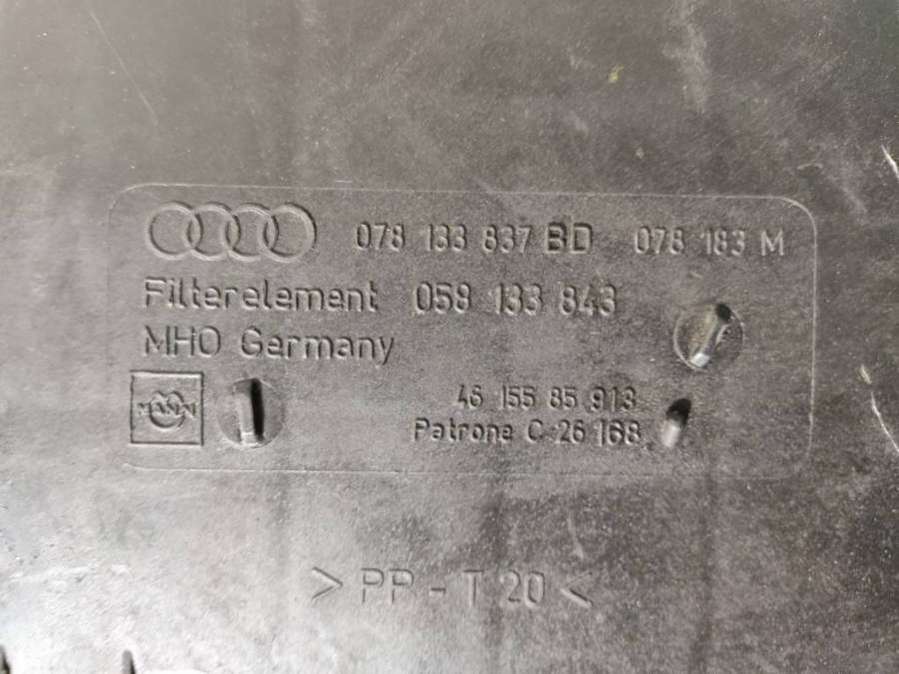 078 133 837 BD 078 183 M
Filterelement 058 133 843
MHO Germany
MANN
46 155 85 913
Patrone C 26 168
> PP - T 20 <